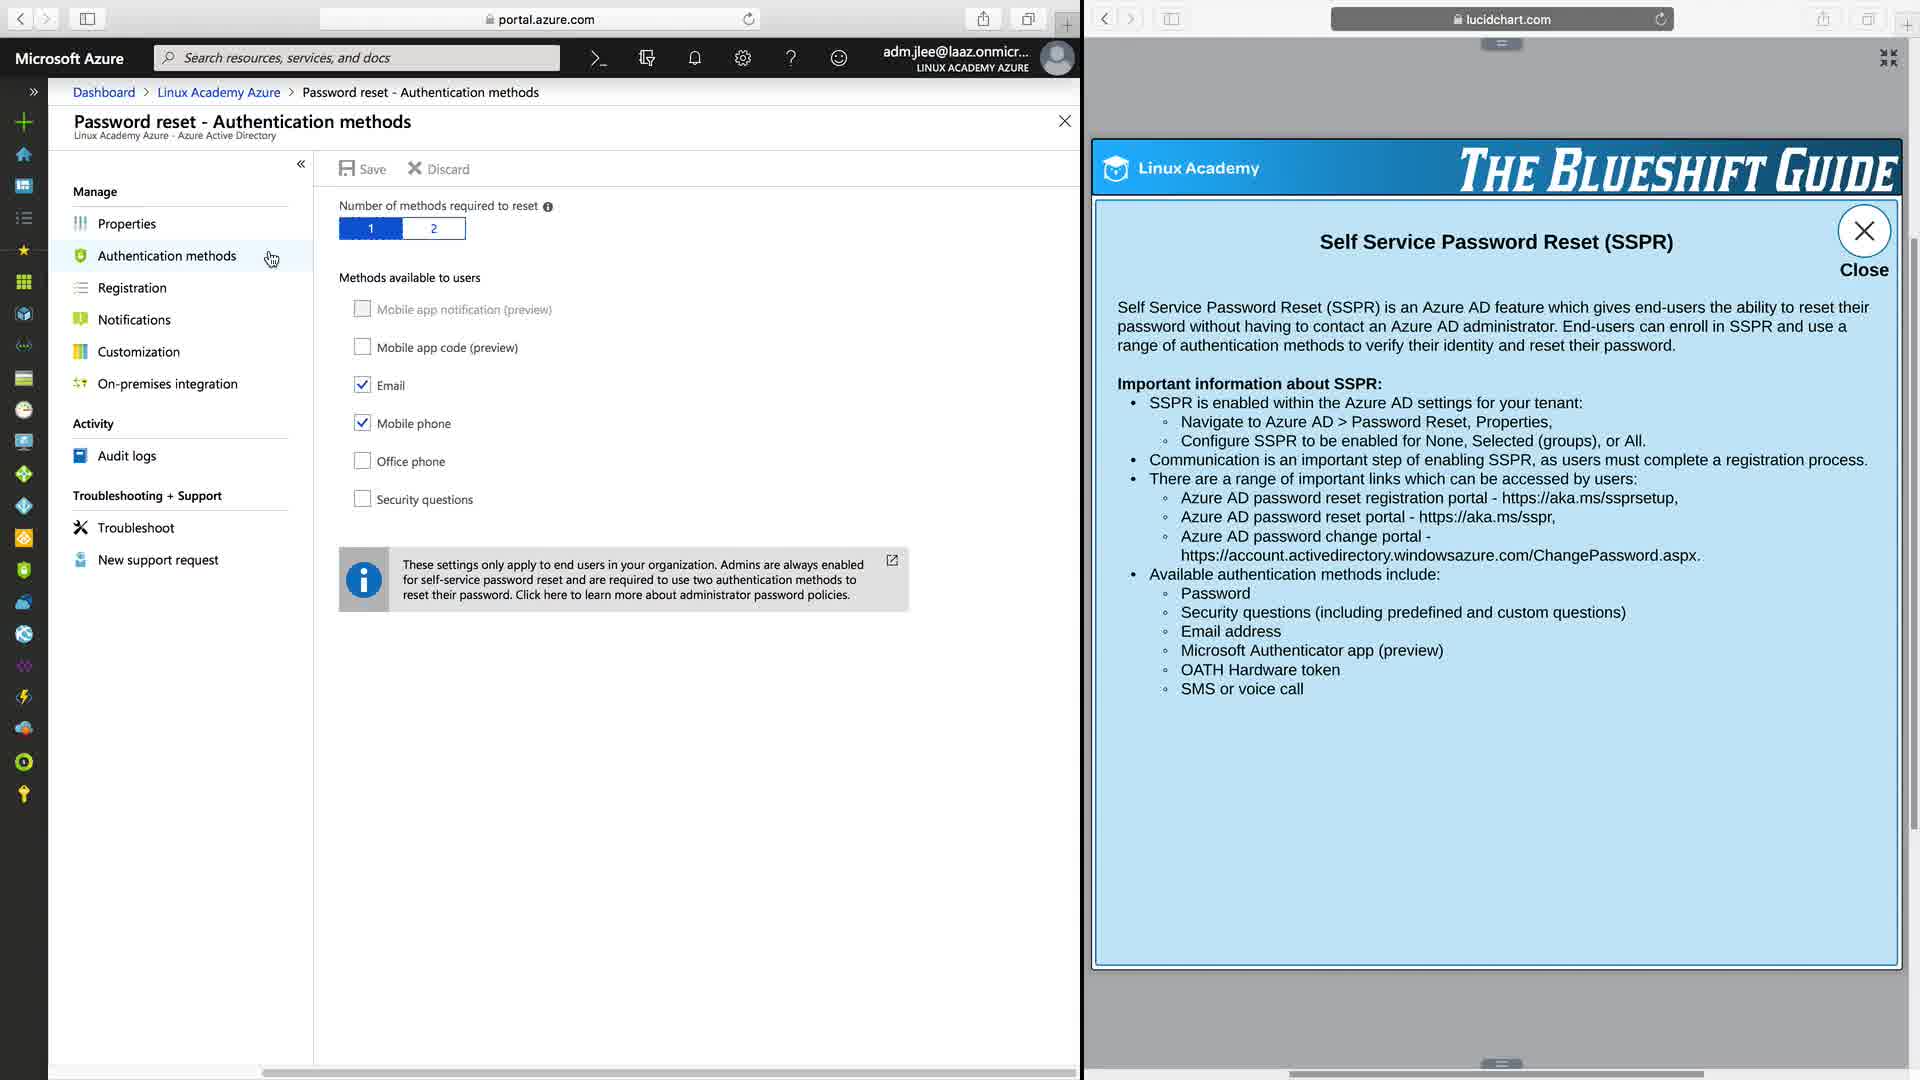 portal.azure.com
Microsoft Azure
Search resources, services, and docs
adm.jlee@laaz.onmicr...
LINUX ACADEMY AZURE
Dashboard > Linux Academy Azure > Password reset - Authentication methods
Password reset - Authentication methods
Linux Academy Azure - Azure Active Directory
Manage
Properties
Authentication methods
Registration
Notifications
Customization
On-premises integration
Activity
Audit logs
Troubleshooting + Support
Troubleshoot
New support request
Save Discard
Number of methods required to reset
1 2
Methods available to users
Mobile app notification (preview)
Mobile app code (preview)
Email
Mobile phone
Office phone
Security questions
These settings only apply to end users in your organization. Admins are always enabled
for self-service password reset and are required to use two authentication methods to
reset their password. Click here to learn more about administrator password policies.
lucidchart.com
Linux Academy
THE BLUESHIFT GUIDE
Self Service Password Reset (SSPR)
Close
Self Service Password Reset (SSPR) is an Azure AD feature which gives end-users the ability to reset their
password without having to contact an Azure AD administrator. End-users can enroll in SSPR and use a
range of authentication methods to verify their identity and reset their password.
Important information about SSPR:
• SSPR is enabled within the Azure AD settings for your tenant:
◦ Navigate to Azure AD > Password Reset, Properties,
◦ Configure SSPR to be enabled for None, Selected (groups), or All.
• Communication is an important step of enabling SSPR, as users must complete a registration process.
• There are a range of important links which can be accessed by users:
◦ Azure AD password reset registration portal - https://aka.ms/ssprsetup,
◦ Azure AD password reset portal - https://aka.ms/sspr,
◦ Azure AD password change portal -
https://account.activedirectory.windowsazure.com/ChangePassword.aspx.
• Available authentication methods include:
◦ Password
◦ Security questions (including predefined and custom questions)
◦ Email address
◦ Microsoft Authenticator app (preview)
◦ OATH Hardware token
◦ SMS or voice call